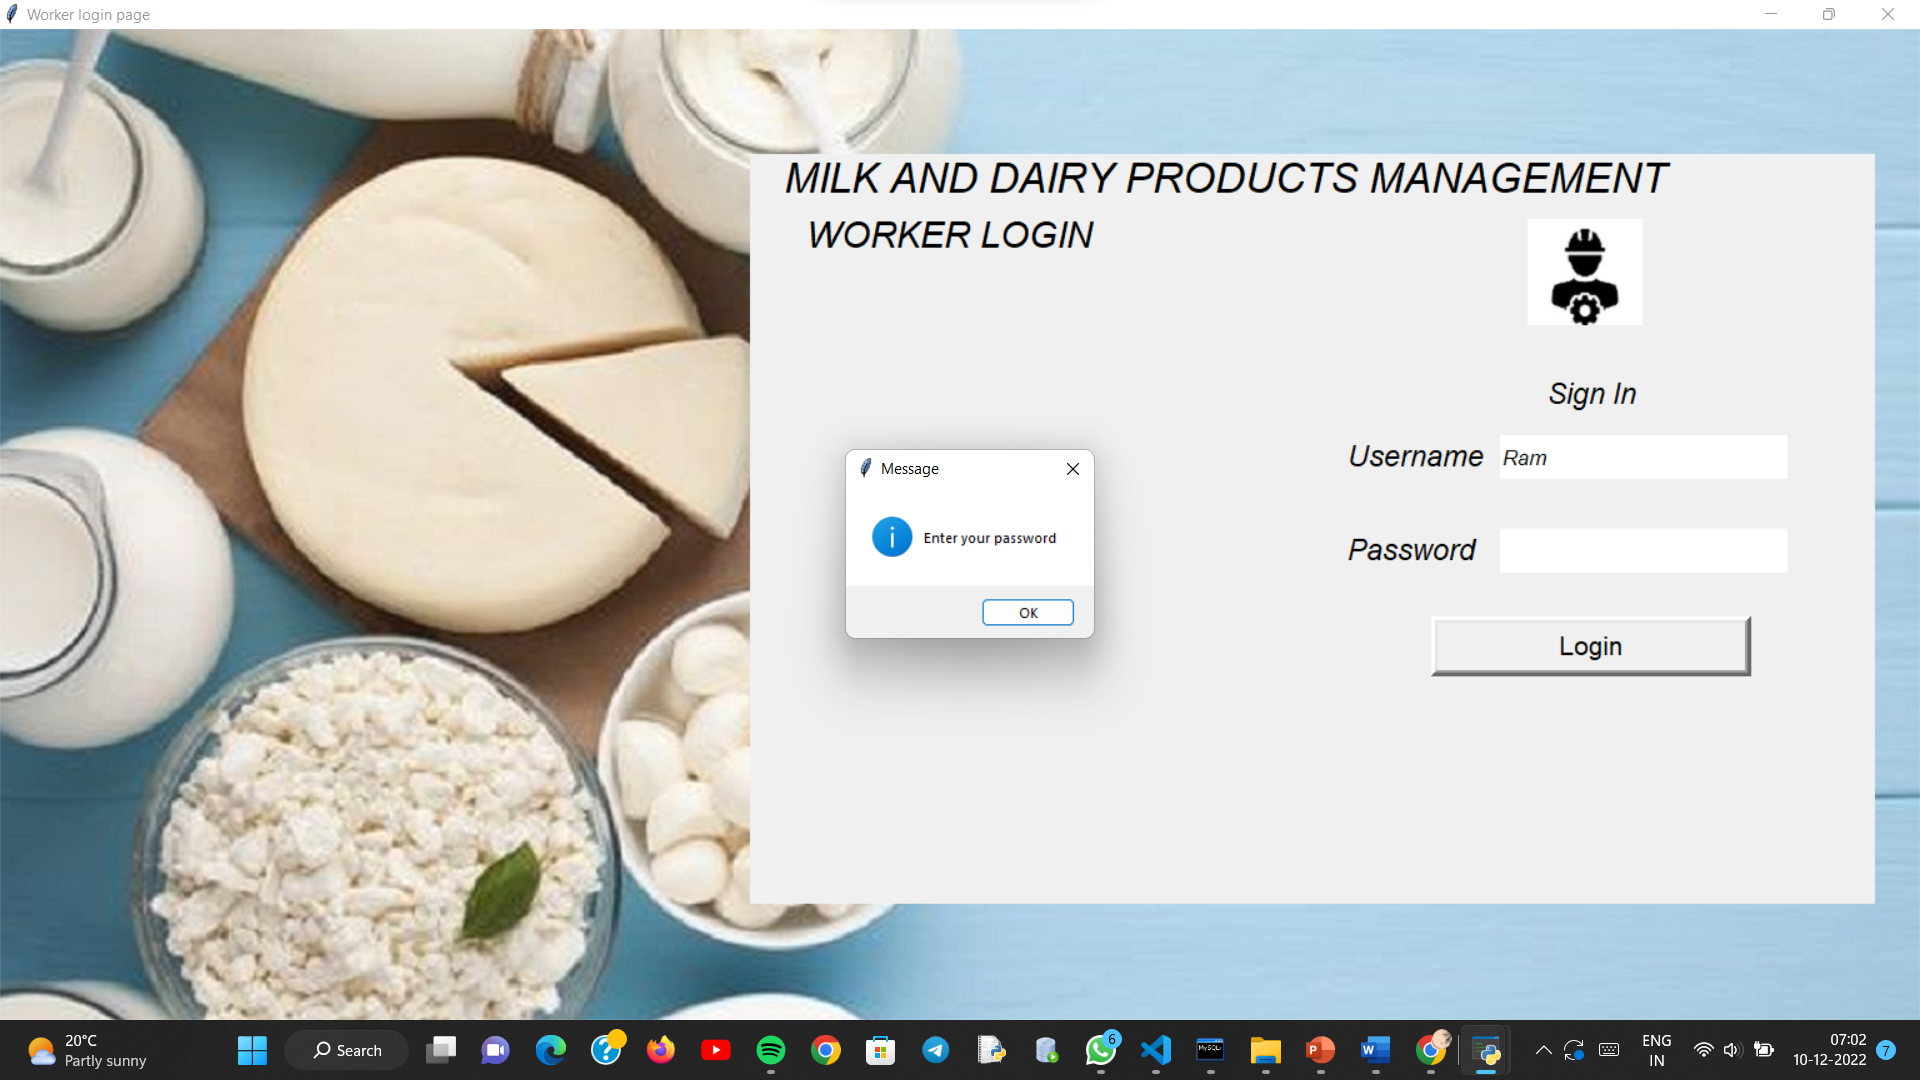 Worker login page
MILK AND DAIRY PRODUCTS MANAGEMENT
WORKER LOGIN
Sign In
Username Ram
Password
Login
Message
Enter your password
OK
20°C
Partly sunny
Search
6
MySQL
P
W
ENG
IN
07:02
10-12-2022
7